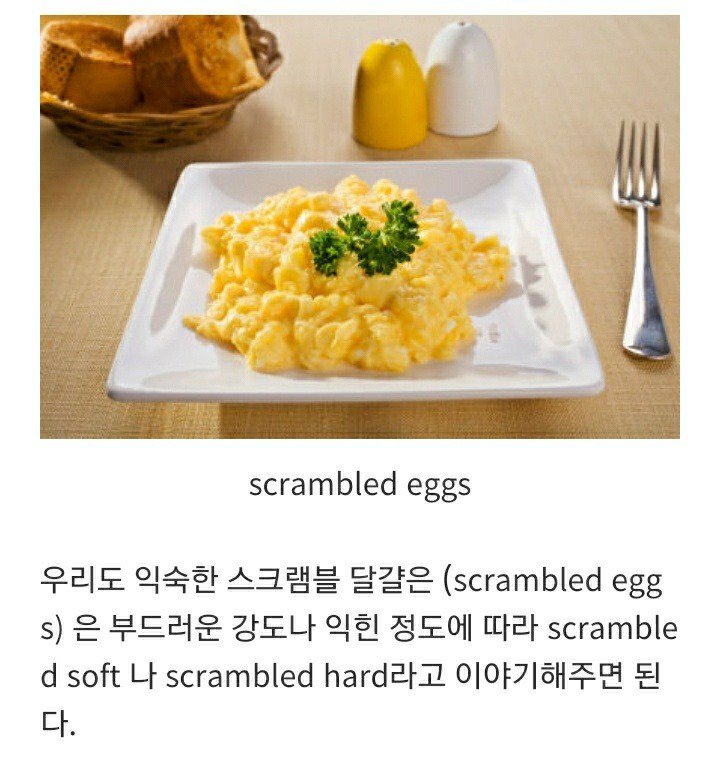 scrambled eggs
우리도 익숙한 스크램블 달걀은 (scrambled egg
s) 은 부드러운 강도나 익힌 정도에 따라 scramble
d soft 나 scrambled hard라고 이야기해주면 된
다.